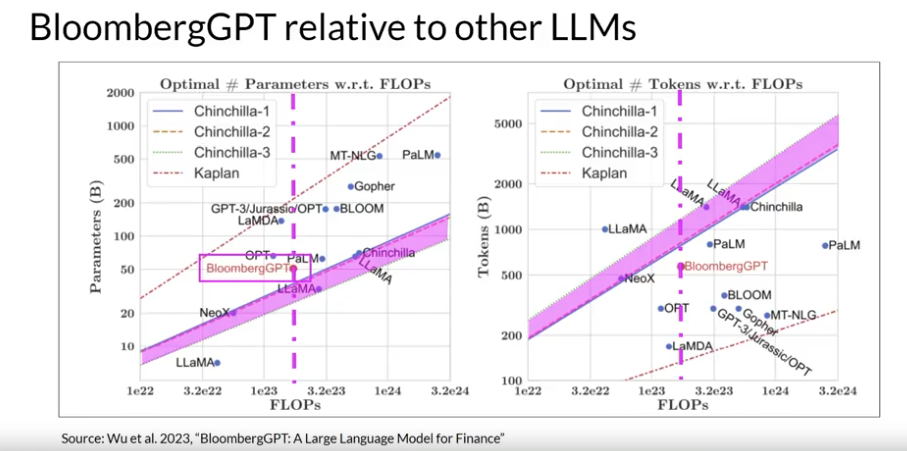 BloombergGPT relative to other LLMs
Optimal # Parameters w.r.t. FLOPs
2000
1000
500
200
100
50
20
10
Parameters (B)
Chinchilla-1
Chinchilla-2
Chinchilla-3
Kaplan
MT-NLG
PaLM
Gopher
GPT-3/Jurassic/OPT
BLOOM
LaMDA
OPT
PaLM
Chinchilla
BloombergGPT
LLaMA
LLaMA
NeoX
LLaMA
1e22
3.2e22
1e23
3.2e23
1e24
3.2e24
FLOPs
Optimal # Tokens w.r.t. FLOPs
5000
2000
1000
500
200
100
Tokens (B)
Chinchilla-1
Chinchilla-2
Chinchilla-3
Kaplan
LLaMA
LLaMA
Chinchilla
LLaMA
PaLM
PaLM
BloombergGPT
NeoX
BLOOM
OPT
Gopher
MT-NLG
GPT-3/Jurassic/OPT
LaMDA
1e22
3.2e22
1e23
3.2e23
1e24
3.2e24
FLOPs
Source: Wu et al. 2023, “BloombergGPT: A Large Language Model for Finance”